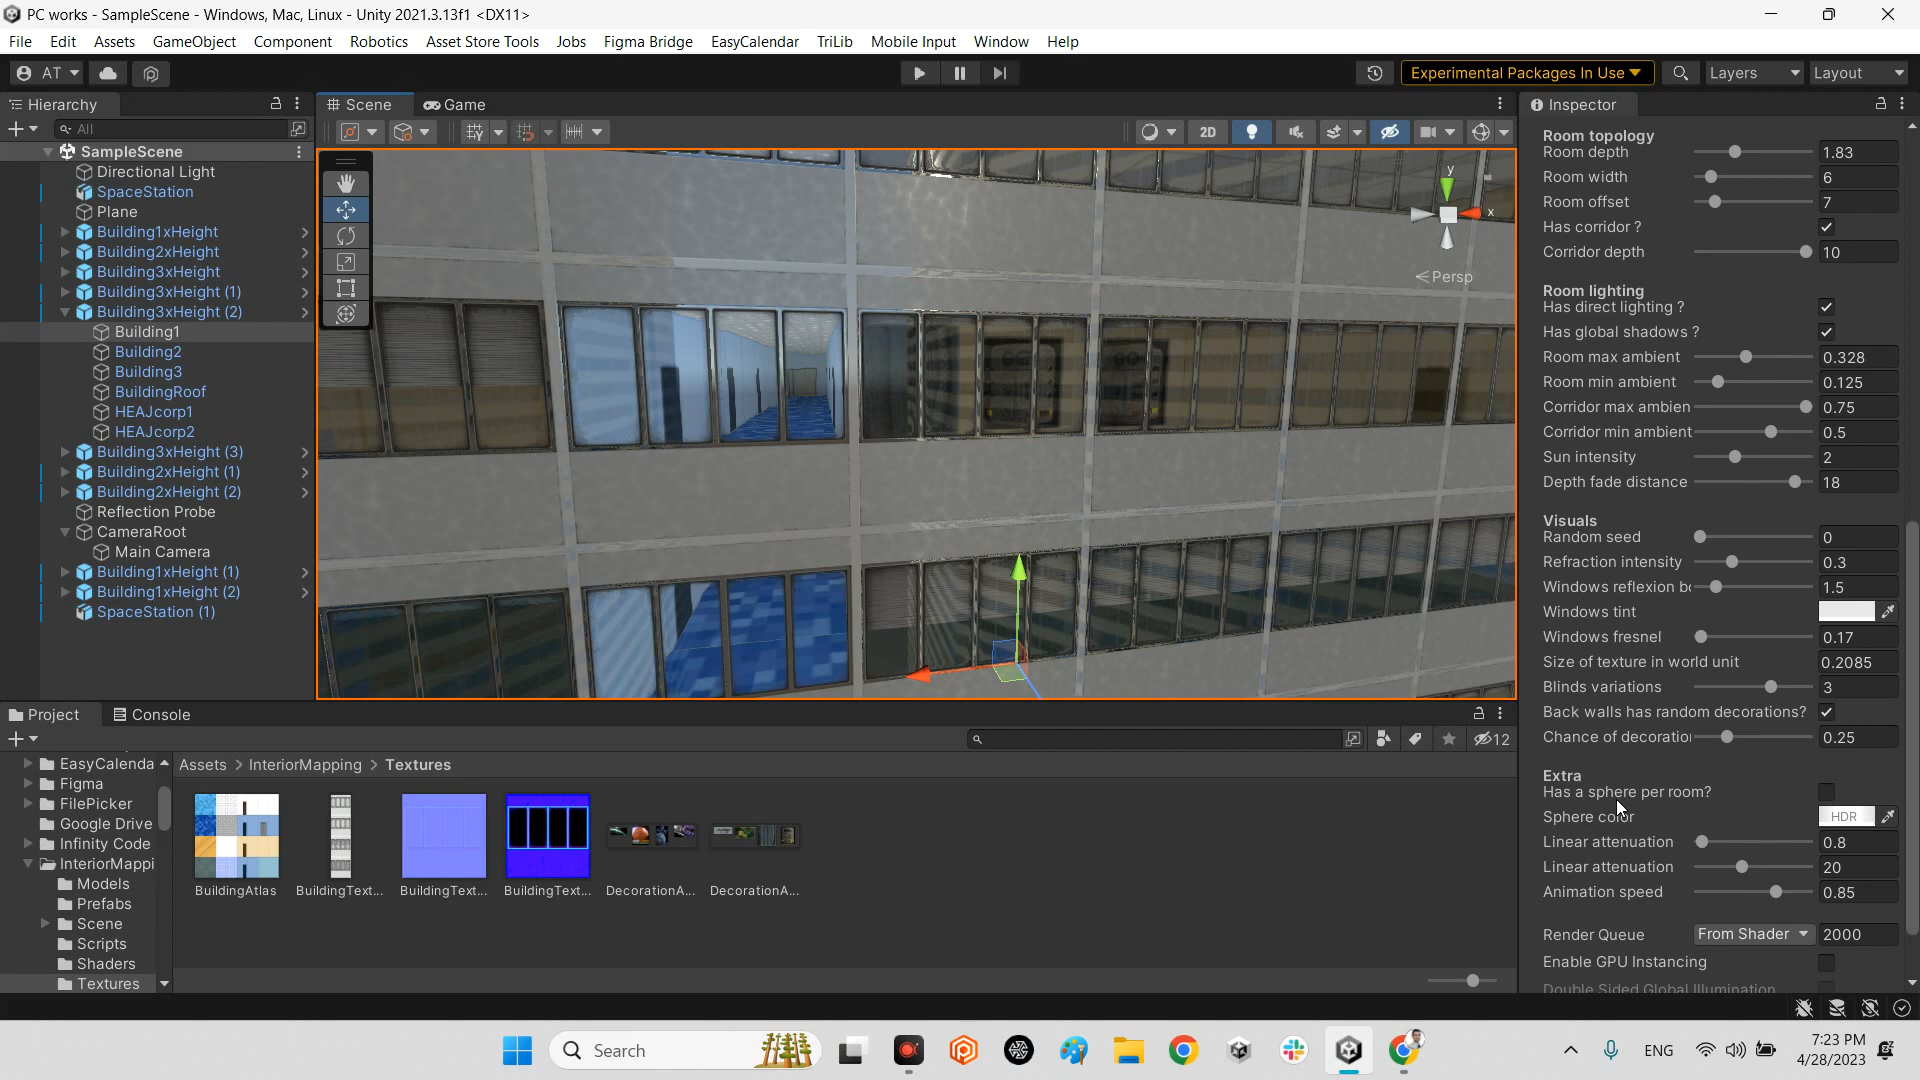 PC works - SampleScene - Windows, Mac, Linux - Unity 2021.3.13f1 <DX11>
File Edit Assets GameObject Component Robotics Asset Store Tools Jobs Figma Bridge EasyCalendar TriLib Mobile Input Window Help
AT
Experimental Packages In Use
Layers
Layout
Hierarchy
All
SampleScene
Directional Light
SpaceStation
Plane
Building1xHeight
Building2xHeight
Building3xHeight
Building3xHeight (1)
Building3xHeight (2)
Building1
Building2
Building3
BuildingRoof
HEAJcorp1
HEAJcorp2
Building3xHeight (3)
Building2xHeight (1)
Building2xHeight (2)
Reflection Probe
CameraRoot
Main Camera
Building1xHeight (1)
Building1xHeight (2)
SpaceStation (1)
Scene
Game
2D
y
x
Persp
Inspector
Room topology
Room depth 1.83
Room width 6
Room offset 7
Has corridor ?
Corridor depth 10
Room lighting
Has direct lighting ?
Has global shadows ?
Room max ambient 0.328
Room min ambient 0.125
Corridor max ambien 0.75
Corridor min ambient 0.5
Sun intensity 2
Depth fade distance 18
Visuals
Random seed 0
Refraction intensity 0.3
Windows reflexion bo 1.5
Windows tint
Windows fresnel 0.17
Size of texture in world unit 0.2085
Blinds variations 3
Back walls has random decorations?
Chance of decoration 0.25
Extra
Has a sphere per room?
Sphere color HDR
Linear attenuation 0.8
Linear attenuation 20
Animation speed 0.85
Render Queue From Shader 2000
Enable GPU Instancing
Double Sided Global Illumination
Project
Console
12
EasyCalenda
Figma
FilePicker
Google Drive
Infinity Code
InteriorMappi
Models
Prefabs
Scene
Scripts
Shaders
Textures
Assets > InteriorMapping > Textures
BuildingAtlas
BuildingText...
BuildingText...
BuildingText...
DecorationA...
DecorationA...
Search
ENG
7:23 PM
4/28/2023